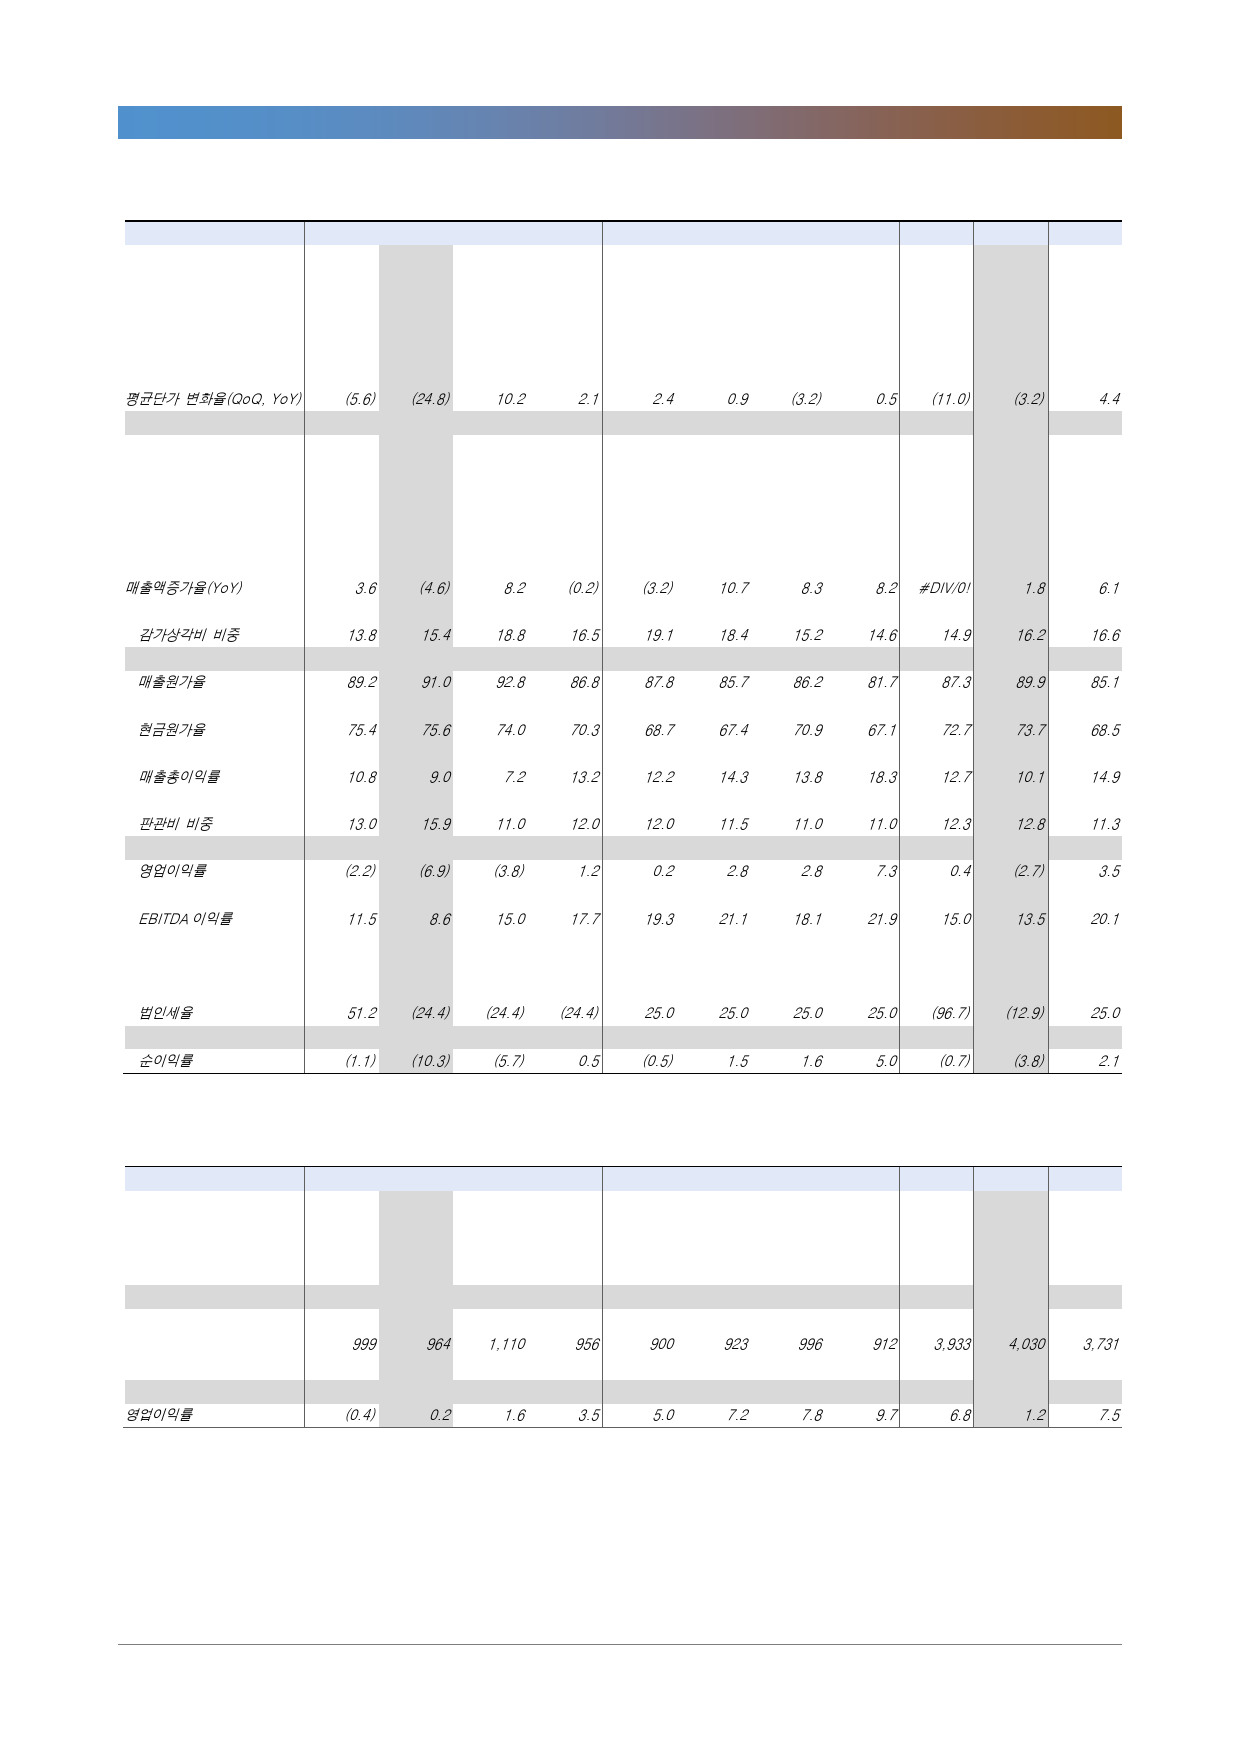 평균단가 변화율(QoQ, YoY) (5.6) (24.8) 10.2 2.1 2.4 0.9 (3.2) 0.5 (11.0) (3.2) 4.4
매출액증가율(YoY) 3.6 (4.6) 8.2 (0.2) (3.2) 10.7 8.3 8.2 #DIV/0! 1.8 6.1
감가상각비 비중 13.8 15.4 18.8 16.5 19.1 18.4 15.2 14.6 14.9 16.2 16.6
매출원가율 89.2 91.0 92.8 86.8 87.8 85.7 86.2 81.7 87.3 89.9 85.1
현금원가율 75.4 75.6 74.0 70.3 68.7 67.4 70.9 67.1 72.7 73.7 68.5
매출총이익률 10.8 9.0 7.2 13.2 12.2 14.3 13.8 18.3 12.7 10.1 14.9
판관비 비중 13.0 15.9 11.0 12.0 12.0 11.5 11.0 11.0 12.3 12.8 11.3
영업이익률 (2.2) (6.9) (3.8) 1.2 0.2 2.8 2.8 7.3 0.4 (2.7) 3.5
EBITDA 이익률 11.5 8.6 15.0 17.7 19.3 21.1 18.1 21.9 15.0 13.5 20.1
법인세율 51.2 (24.4) (24.4) (24.4) 25.0 25.0 25.0 25.0 (96.7) (12.9) 25.0
순이익률 (1.1) (10.3) (5.7) 0.5 (0.5) 1.5 1.6 5.0 (0.7) (3.8) 2.1
999 964 1,110 956 900 923 996 912 3,933 4,030 3,731
영업이익률 (0.4) 0.2 1.6 3.5 5.0 7.2 7.8 9.7 6.8 1.2 7.5